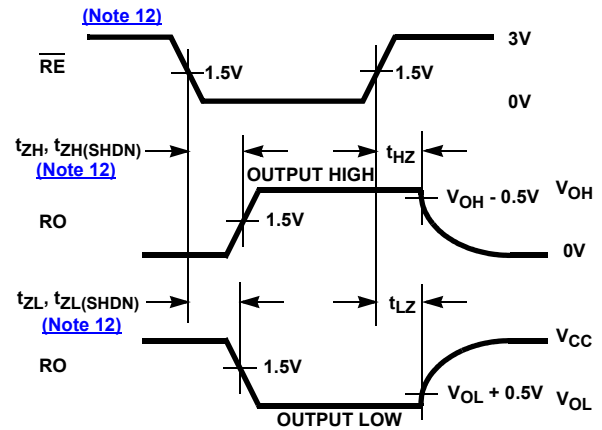 (Note 12)
3V
RE
1.5V
1.5V
0V
tZH, tZH(SHDN)
(Note 12)
tHZ
OUTPUT HIGH
VOH - 0.5V
VOH
RO
1.5V
0V
tZL, tZL(SHDN)
(Note 12)
tLZ
VCC
RO
1.5V
VOL + 0.5V
VOL
OUTPUT LOW